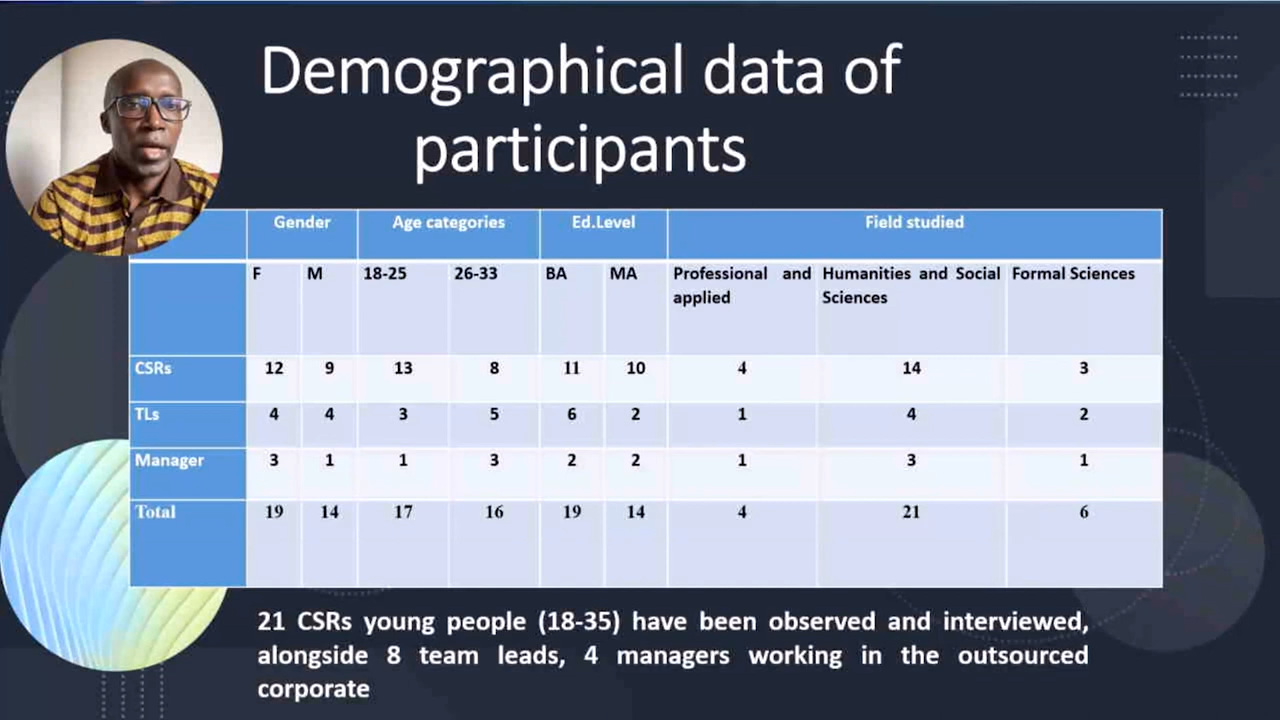 Demographical data of
participants
Gender Age categories Ed.Level Field studied
F M 18-25 26-33 BA MA Professional and applied Humanities and Social Sciences Formal Sciences
CSRs 12 9 13 8 11 10 4 14 3
TLs 4 4 3 5 6 2 1 4 2
Manager 3 1 1 3 2 2 1 3 1
Total 19 14 17 16 19 14 4 21 6
21 CSRs young people (18-35) have been observed and interviewed,
alongside 8 team leads, 4 managers working in the outsourced
corporate